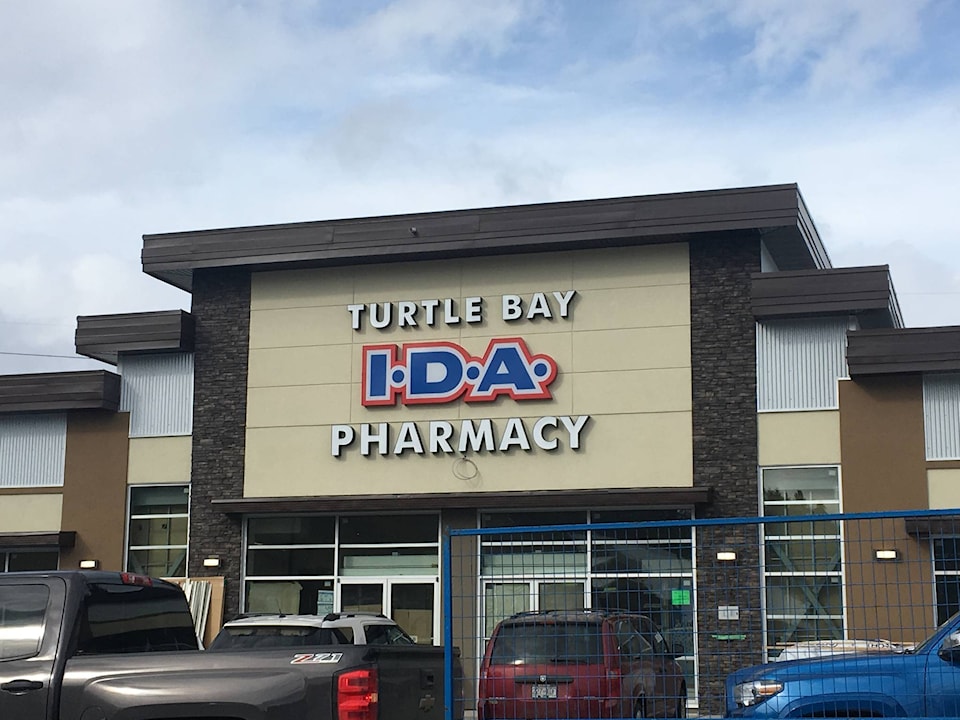 TURTLE BAY
I·D·A·
PHARMACY
Z71